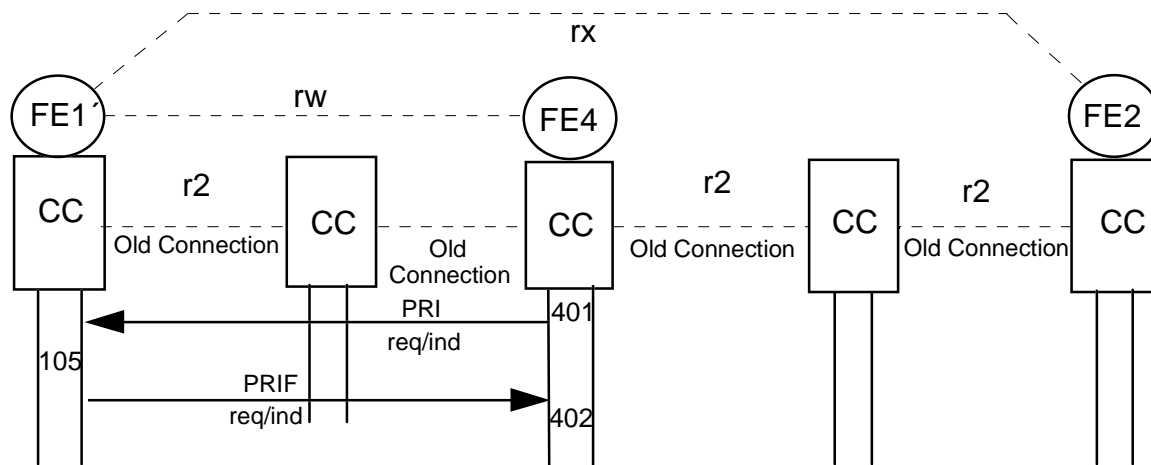 rx
FE1´
rw
FE4
FE2
r2
r2
r2
CC
CC
CC
CC
CC
Old Connection
Old
Connection
Old Connection
Old Connection
PRI
401
req/ind
105
PRIF
req/ind
402